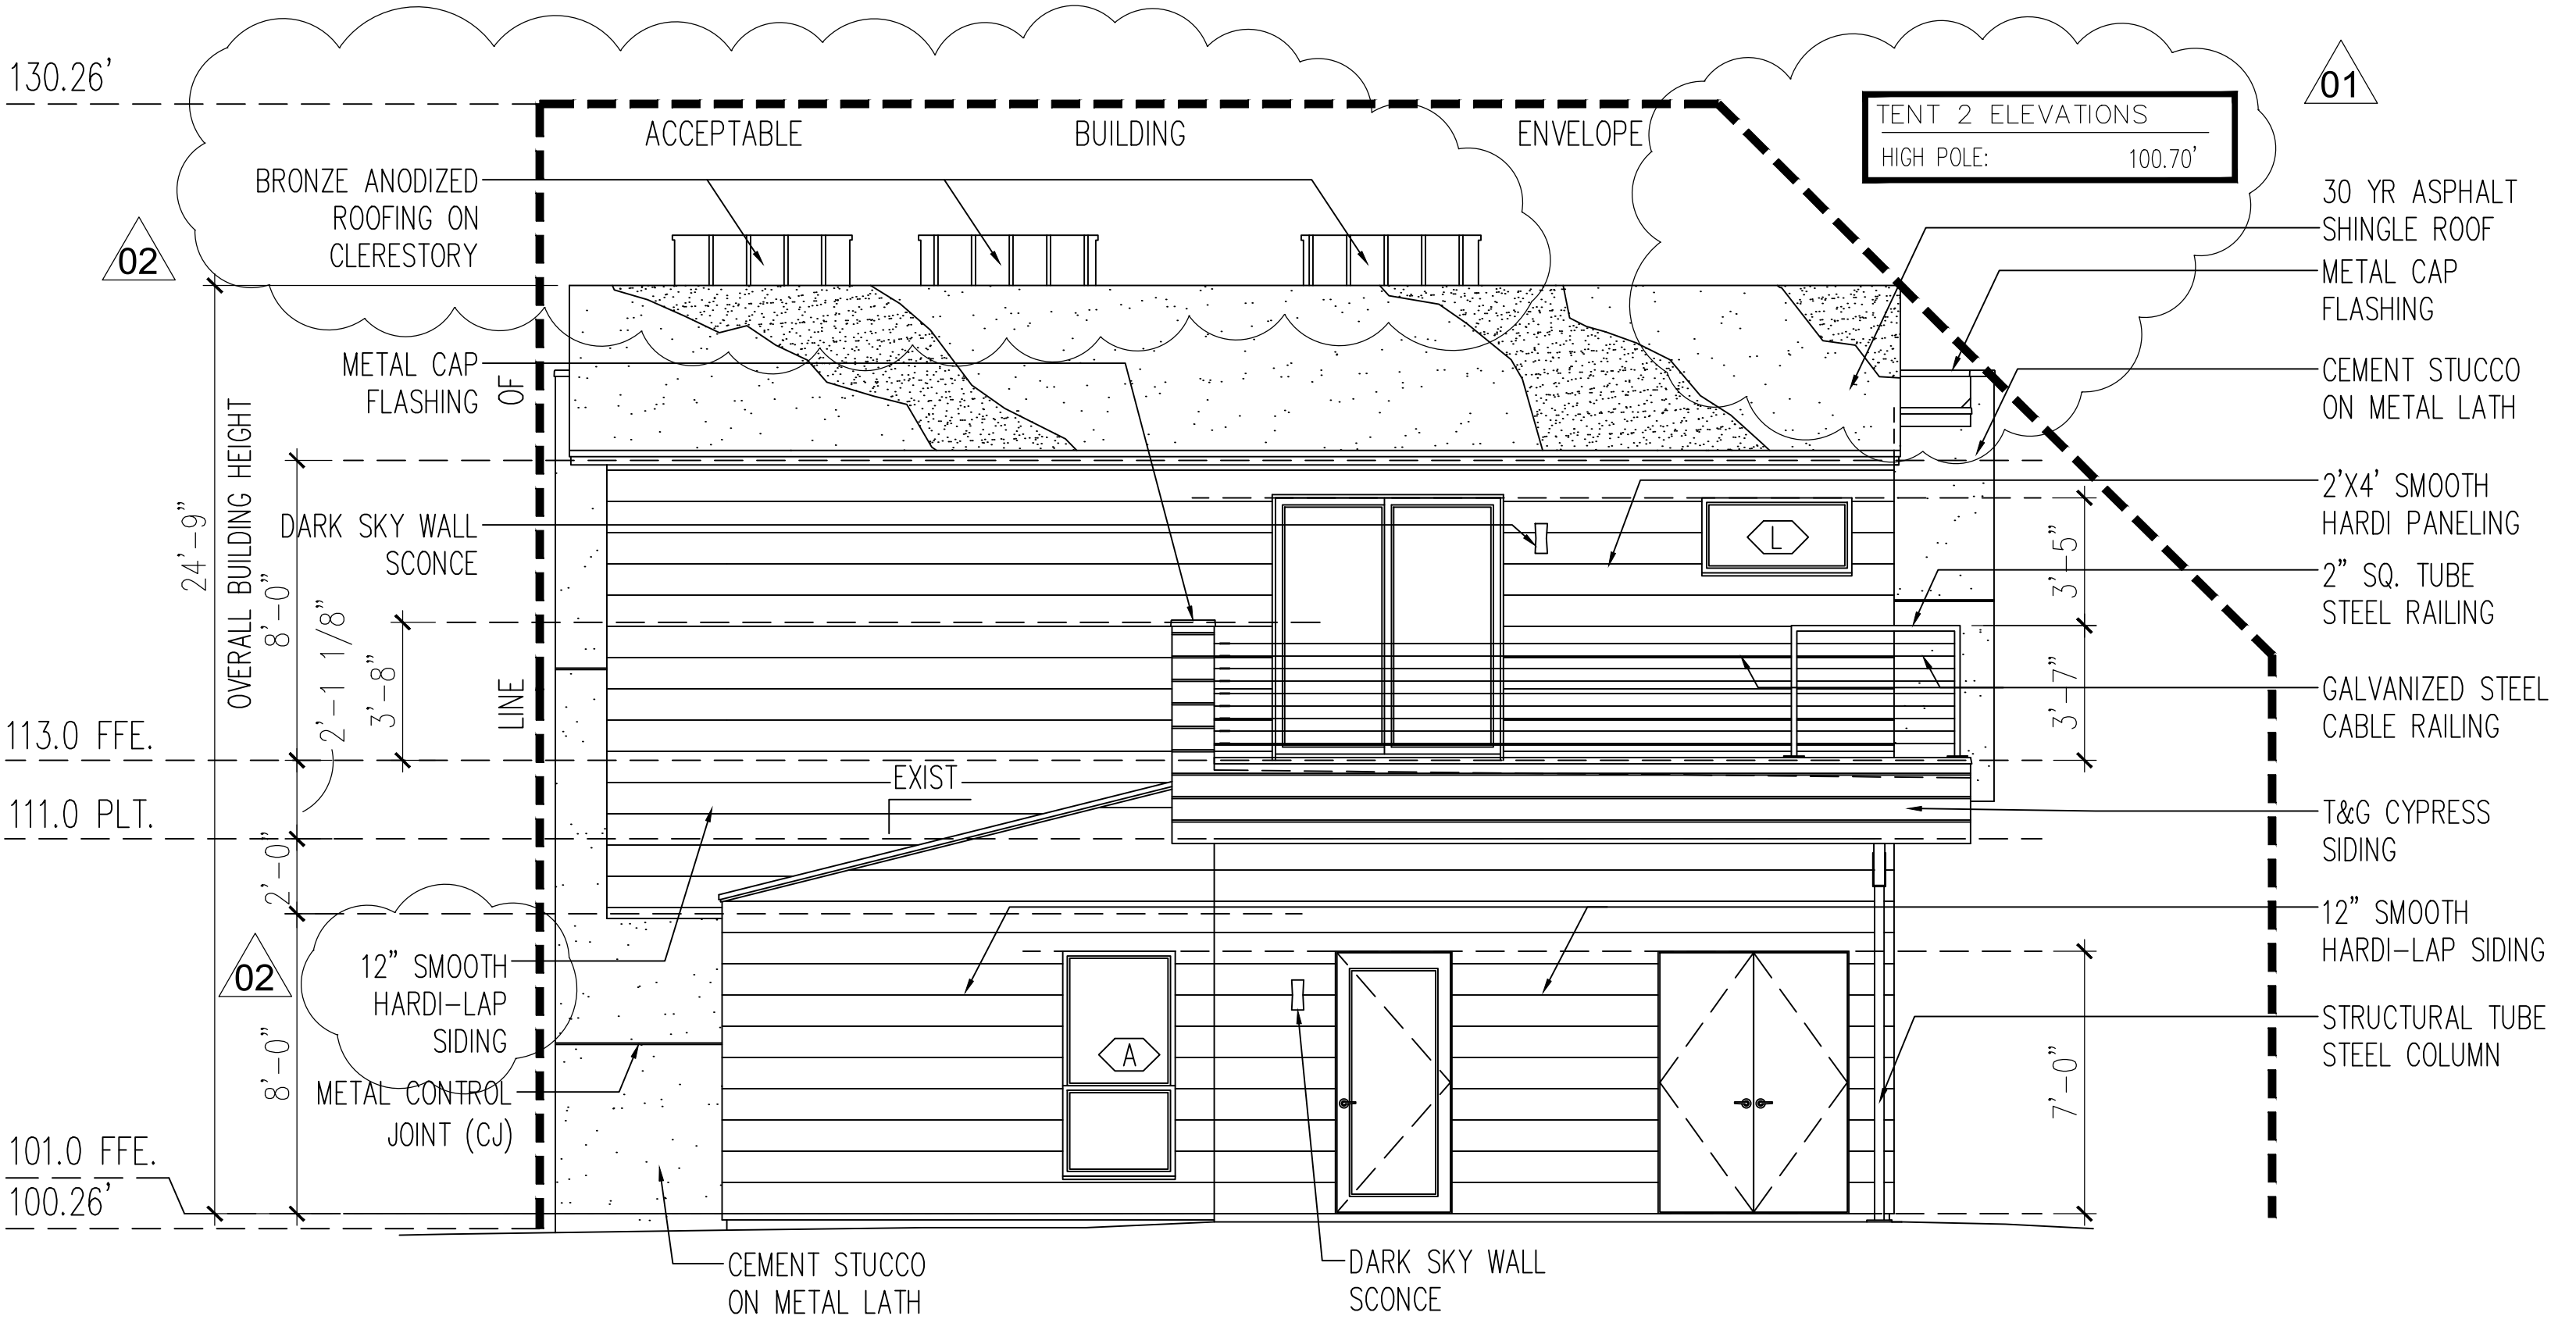 130.26'
01
TENT 2 ELEVATIONS
HIGH POLE: 100.70'
ACCEPTABLE BUILDING ENVELOPE
BRONZE ANODIZED
ROOFING ON
CLERESTORY
02
METAL CAP
FLASHING
OF
LINE
DARK SKY WALL
SCONCE
24'-9"
OVERALL BUILDING HEIGHT
8'-0"
2'-1 1/8"
3'-8"
113.0 FFE.
111.0 PLT.
2'-0"
EXIST
02
12" SMOOTH
HARDI-LAP
SIDING
8'-0"
METAL CONTROL
JOINT (CJ)
101.0 FFE.
100.26'
CEMENT STUCCO
ON METAL LATH
DARK SKY WALL
SCONCE
L
A
30 YR ASPHALT
SHINGLE ROOF
METAL CAP
FLASHING
CEMENT STUCCO
ON METAL LATH
2'X4' SMOOTH
HARDI PANELING
3'-5"
2" SQ. TUBE
STEEL RAILING
3'-7"
GALVANIZED STEEL
CABLE RAILING
T&G CYPRESS
SIDING
12" SMOOTH
HARDI-LAP SIDING
7'-0"
STRUCTURAL TUBE
STEEL COLUMN